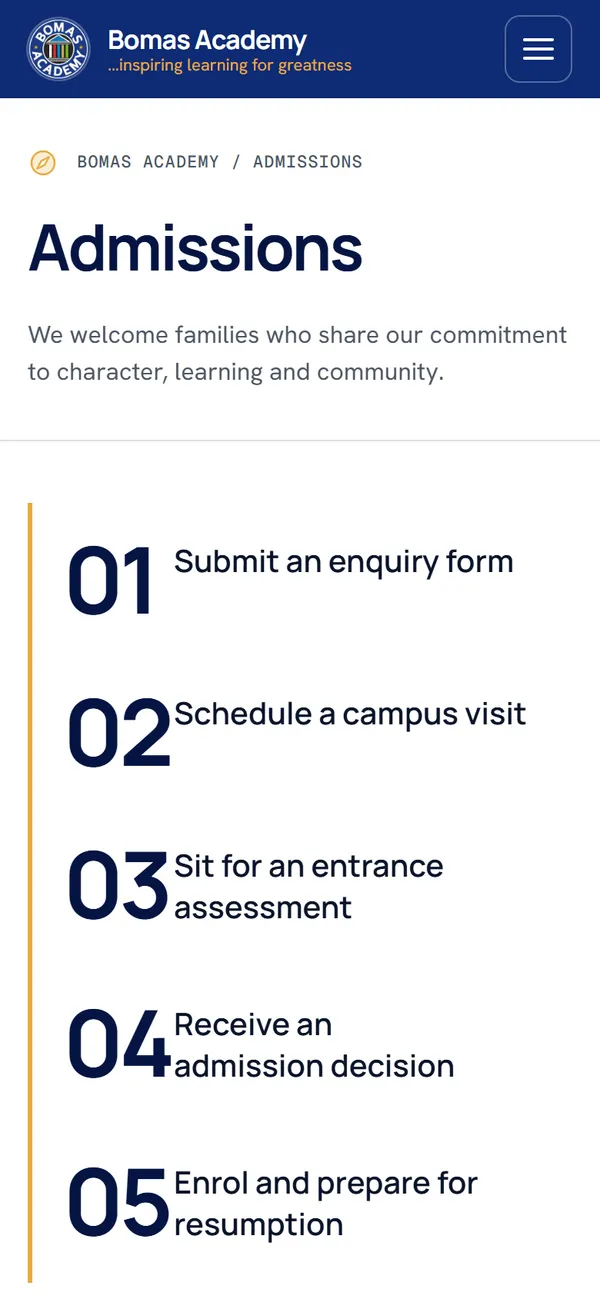 BOMAS
ACADEMY
Bomas Academy
...inspiring learning for greatness
BOMAS ACADEMY / ADMISSIONS
Admissions
We welcome families who share our commitment
to character, learning and community.
01 Submit an enquiry form
02 Schedule a campus visit
03 Sit for an entrance
assessment
04 Receive an
admission decision
05 Enrol and prepare for
resumption